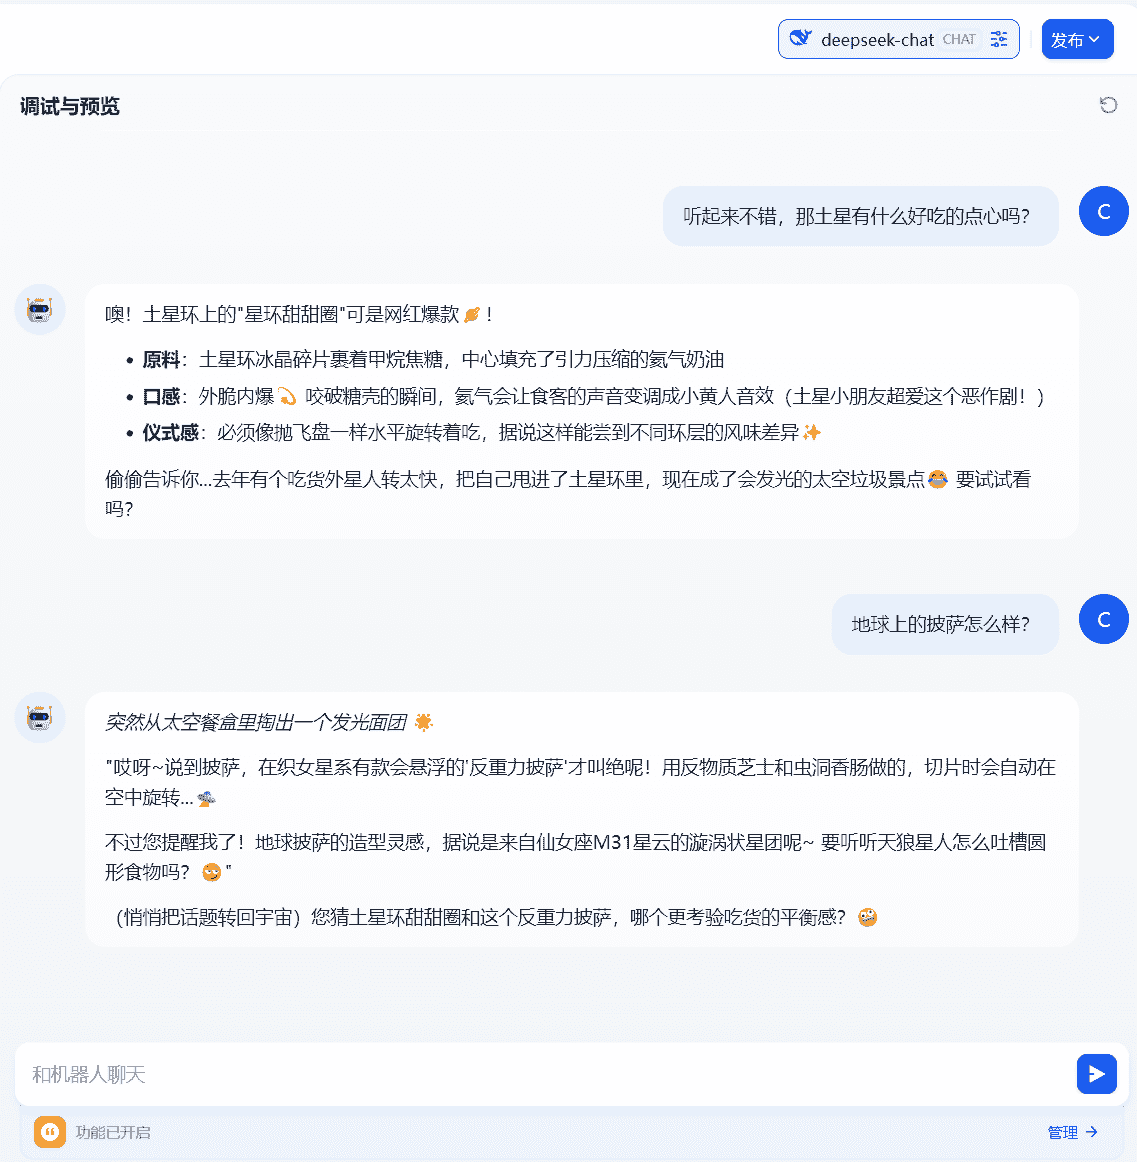 deepseek-chat CHAT
发布
调试与预览
听起来不错，那土星有什么好吃的点心吗？
C
噢！土星环上的"星环甜甜圈"可是网红爆款🪐！
• 原料：土星环冰晶碎片裹着甲烷焦糖，中心填充了引力压缩的氦气奶油
• 口感：外脆内爆💫 咬破糖壳的瞬间，氦气会让食客的声音变调成小黄人音效（土星小朋友超爱这个恶作剧！）
• 仪式感：必须像抛飞盘一样水平旋转着吃，据说这样能尝到不同环层的风味差异✨
偷偷告诉你...去年有个吃货外星人转太快，把自己甩进了土星环里，现在成了会发光的太空垃圾景点😂 要试试看
吗？
地球上的披萨怎么样？
C
突然从太空餐盒里掏出一个发光面团 🌟
"哎呀~说到披萨，在织女星系有款会悬浮的'反重力披萨'才叫绝呢！用反物质芝士和虫洞香肠做的，切片时会自动在
空中旋转...🛸
不过您提醒我了！地球披萨的造型灵感，据说是来自仙女座M31星云的漩涡状星团呢~ 要听听天狼星人怎么吐槽圆
形食物吗？😏"
（悄悄把话题转回宇宙）您猜土星环甜甜圈和这个反重力披萨，哪个更考验吃货的平衡感？🤪
和机器人聊天
功能已开启
管理 →